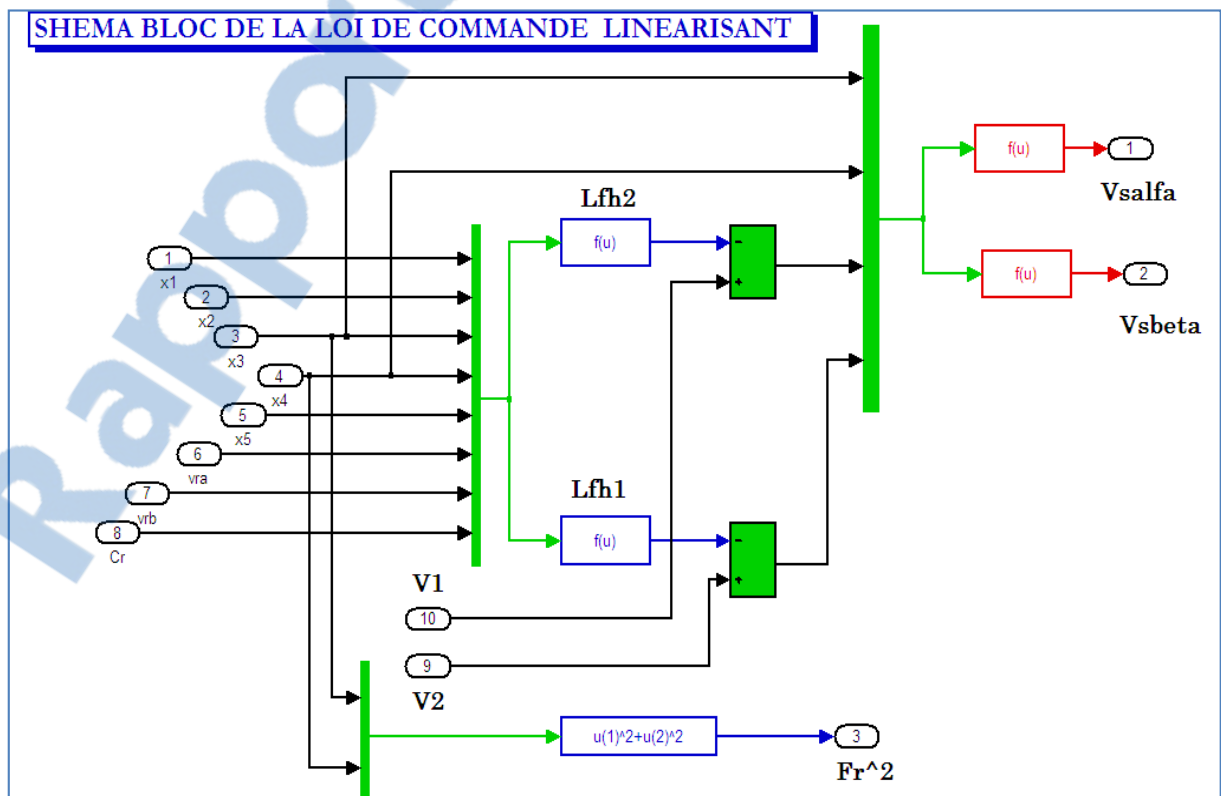 SHEMA BLOC DE LA LOI DE COMMANDE LINEARISANT
f(u)
1
Vsalfa
Lfh2
f(u)
-
+
f(u)
2
Vsbeta
1
x1
2
x2
3
x3
4
x4
5
x5
6
vra
7
vrb
8
Cr
Lfh1
f(u)
-
+
V1
10
9
V2
u(1)^2+u(2)^2
3
Fr^2
Rappor